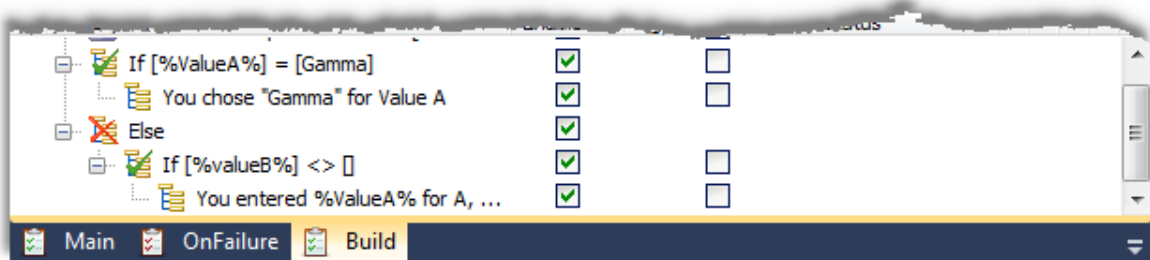 If [%ValueA%] = [Gamma]
You chose "Gamma" for Value A
Else
If [%valueB%] <> []
You entered %ValueA% for A, ...
Main OnFailure Build